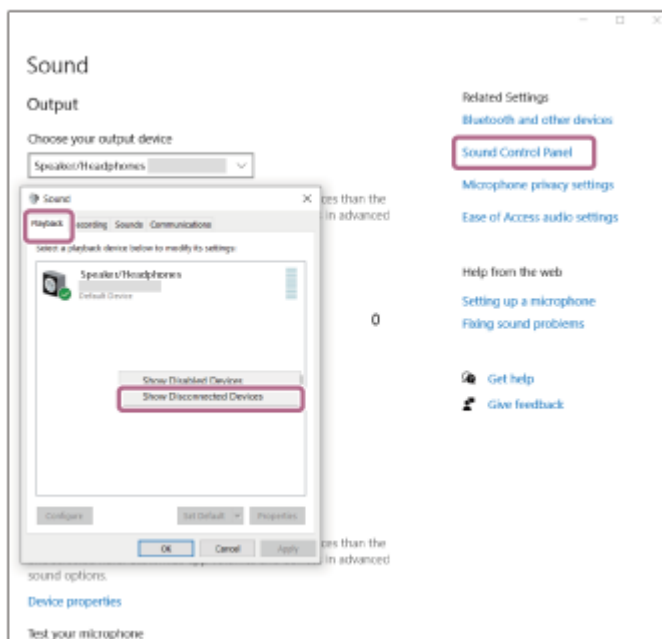 Sound
Output
Choose your output device
Speaker/Headphones
Sound
Playback
Recording Sounds Communications
Select a playback device below to modify its settings:
Speaker/Headphones
Default Device
Show Disabled Devices
Show Disconnected Devices
Configure
Set Default
Properties
OK
Cancel
Apply
ces than the
in advanced
0
ces than the
in advanced
sound options.
Device properties
Test your microphone
Related Settings
Bluetooth and other devices
Sound Control Panel
Microphone privacy settings
Ease of Access audio settings
Help from the web
Setting up a microphone
Fixing sound problems
Get help
Give feedback